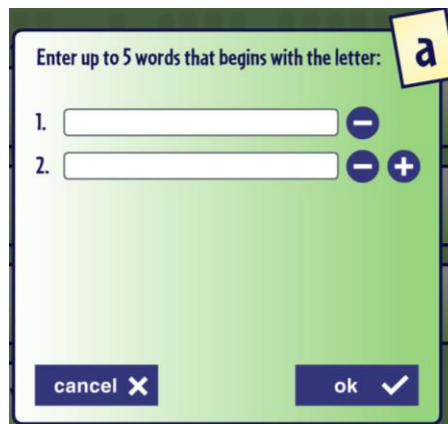 Enter up to 5 words that begins with the letter:
a
1.
2.
cancel
ok